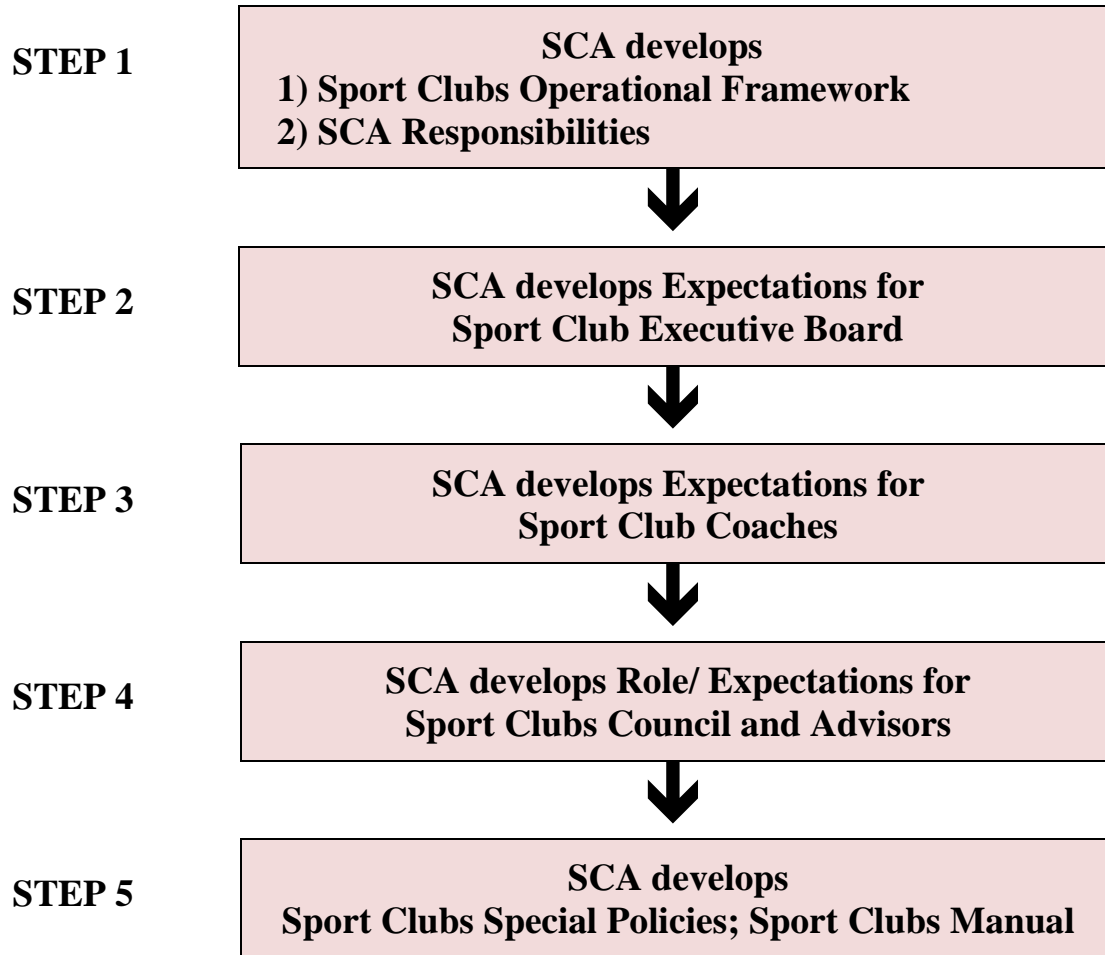 STEP 1
SCA develops
1) Sport Clubs Operational Framework
2) SCA Responsibilities
STEP 2
SCA develops Expectations for
Sport Club Executive Board
STEP 3
SCA develops Expectations for
Sport Club Coaches
STEP 4
SCA develops Role/ Expectations for
Sport Clubs Council and Advisors
STEP 5
SCA develops
Sport Clubs Special Policies; Sport Clubs Manual